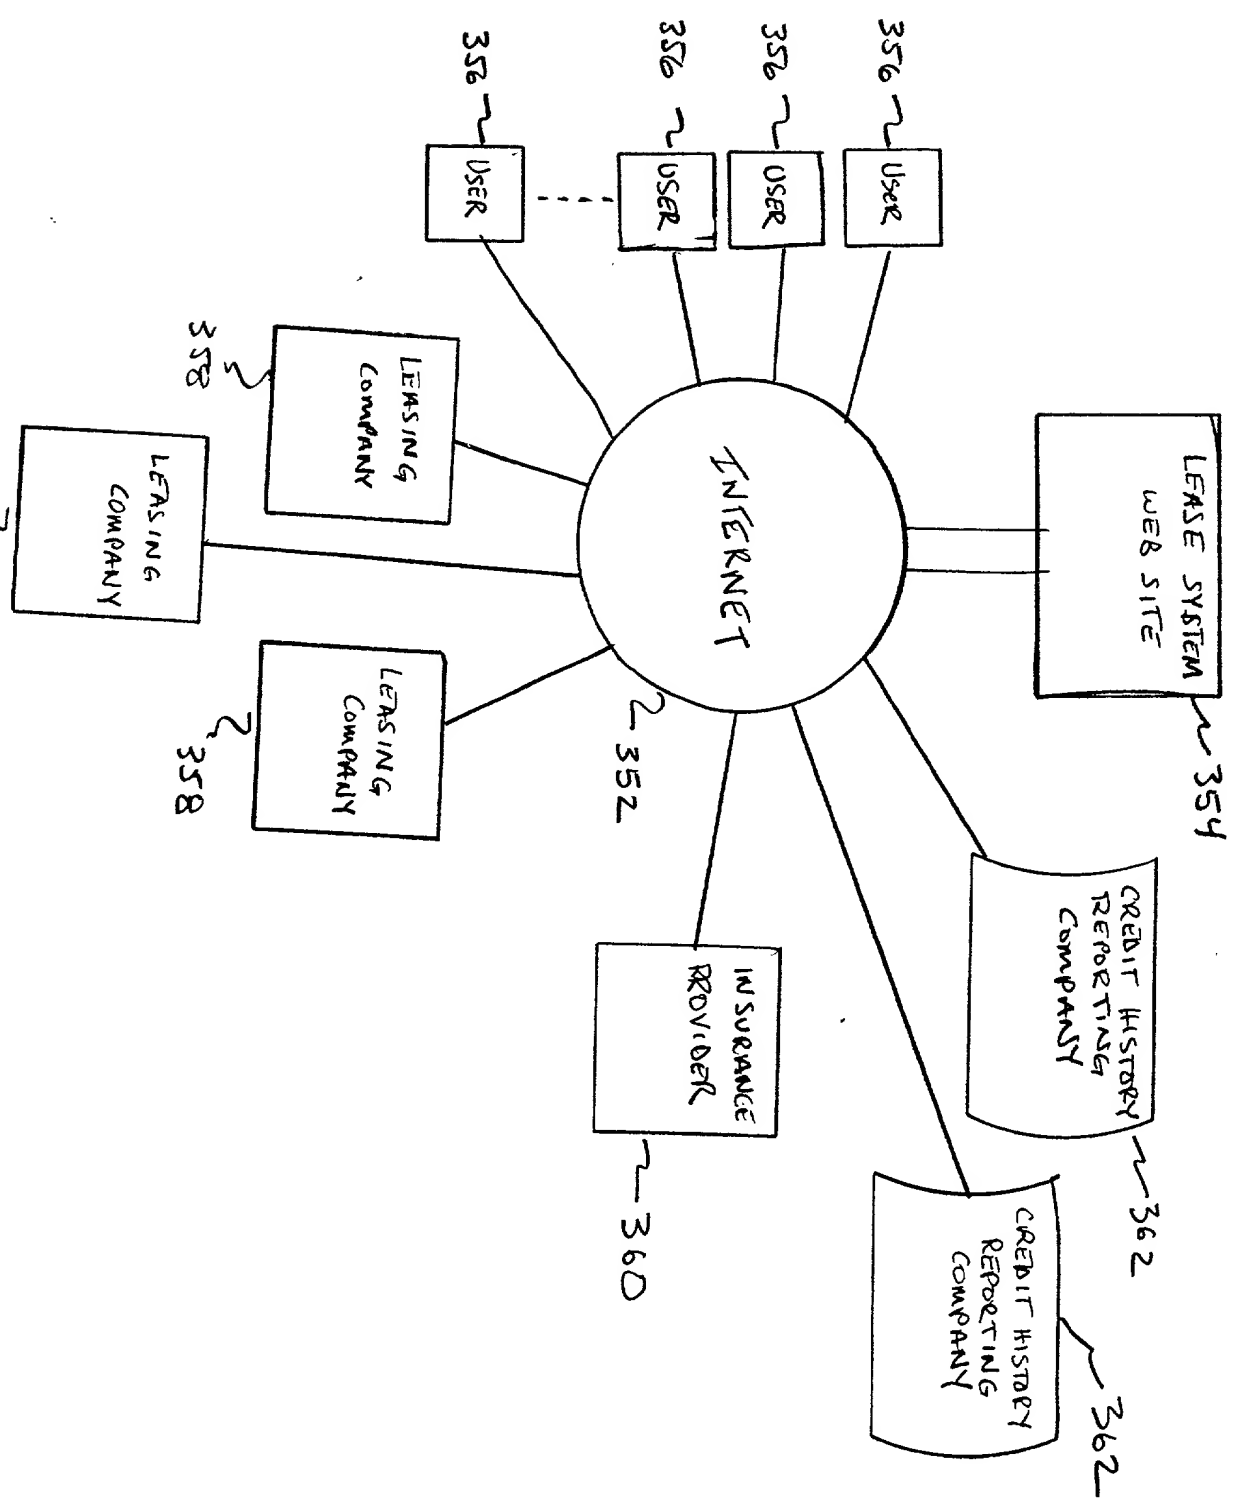 LEASE SYSTEM
WEB SITE
354
356
USER
356
USER
356
USER
356
USER
INTERNET
352
CREDIT HISTORY
REPORTING
COMPANY
362
CREDIT HISTORY
REPORTING
COMPANY
362
INSURANCE
PROVIDER
360
LEASING
COMPANY
358
LEASING
COMPANY
LEASING
COMPANY
358